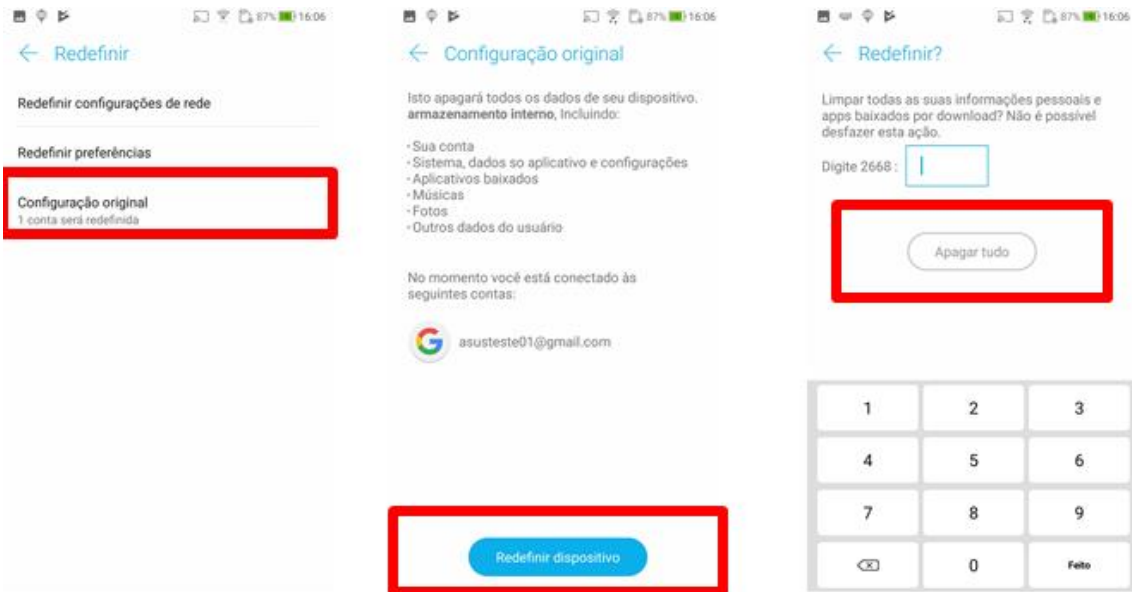 87% 16:06
Redefinir
Redefinir configurações de rede
Redefinir preferências
Configuração original
1 conta será redefinida
87% 16:06
Configuração original
Isto apagará todos os dados de seu dispositivo.
armazenamento interno, Incluindo:
·Sua conta
·Sistema, dados so aplicativo e configurações
·Aplicativos baixados
·Músicas
·Fotos
·Outros dados do usuário
No momento você está conectado às
seguintes contas:
asusteste01@gmail.com
Redefinir dispositivo
87% 16:06
Redefinir?
Limpar todas as suas informações pessoais e
apps baixados por download? Não é possível
desfazer esta ação.
Digite 2668 :
Apagar tudo
1 2 3
4 5 6
7 8 9
0 Feito